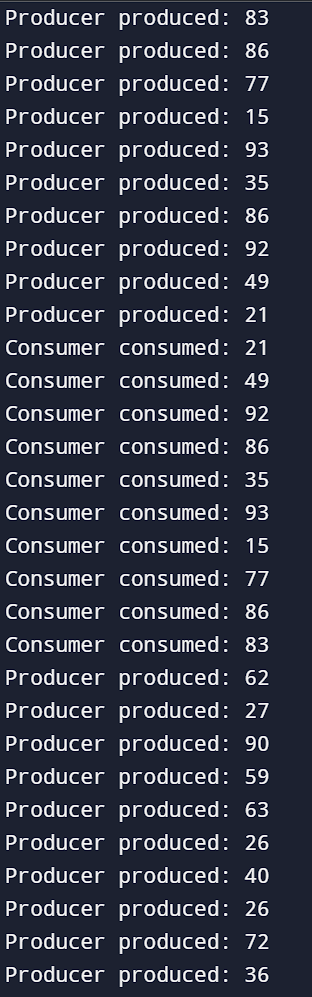 Producer produced: 83
Producer produced: 86
Producer produced: 77
Producer produced: 15
Producer produced: 93
Producer produced: 35
Producer produced: 86
Producer produced: 92
Producer produced: 49
Producer produced: 21
Consumer consumed: 21
Consumer consumed: 49
Consumer consumed: 92
Consumer consumed: 86
Consumer consumed: 35
Consumer consumed: 93
Consumer consumed: 15
Consumer consumed: 77
Consumer consumed: 86
Consumer consumed: 83
Producer produced: 62
Producer produced: 27
Producer produced: 90
Producer produced: 59
Producer produced: 63
Producer produced: 26
Producer produced: 40
Producer produced: 26
Producer produced: 72
Producer produced: 36